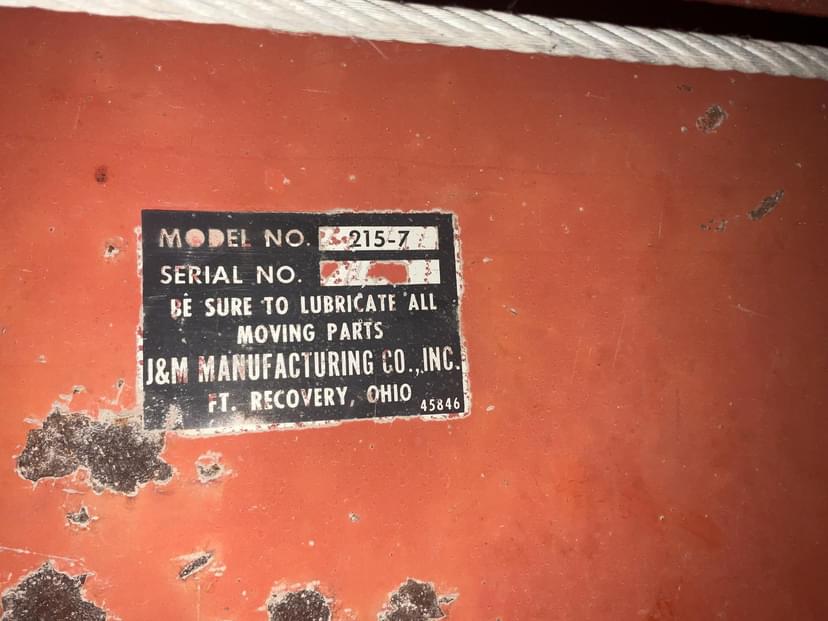 MODEL NO. 215-7
SERIAL NO.
BE SURE TO LUBRICATE ALL
MOVING PARTS
J&M MANUFACTURING CO., INC.
FT. RECOVERY, OHIO 45846